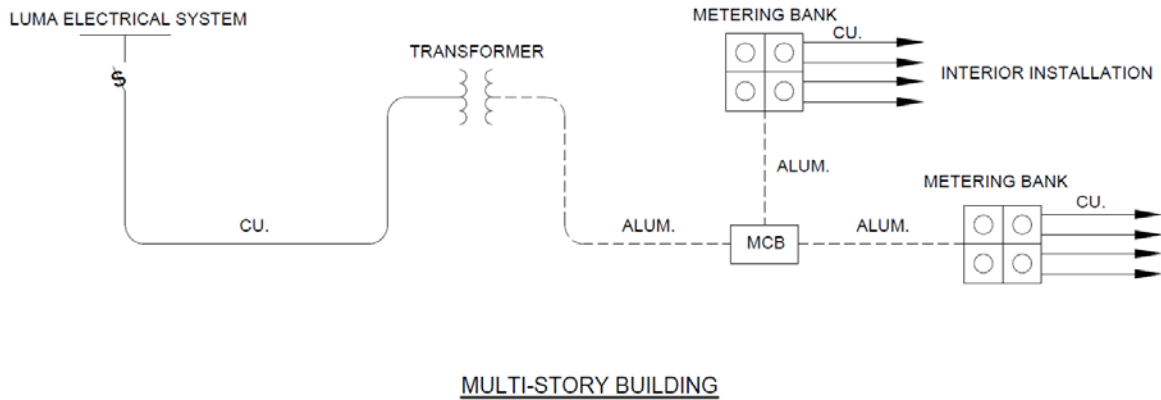 LUMA ELECTRICAL SYSTEM
TRANSFORMER
METERING BANK
CU.
INTERIOR INSTALLATION
ALUM.
METERING BANK
CU.
CU.
ALUM.
MCB
ALUM.
MULTI-STORY BUILDING